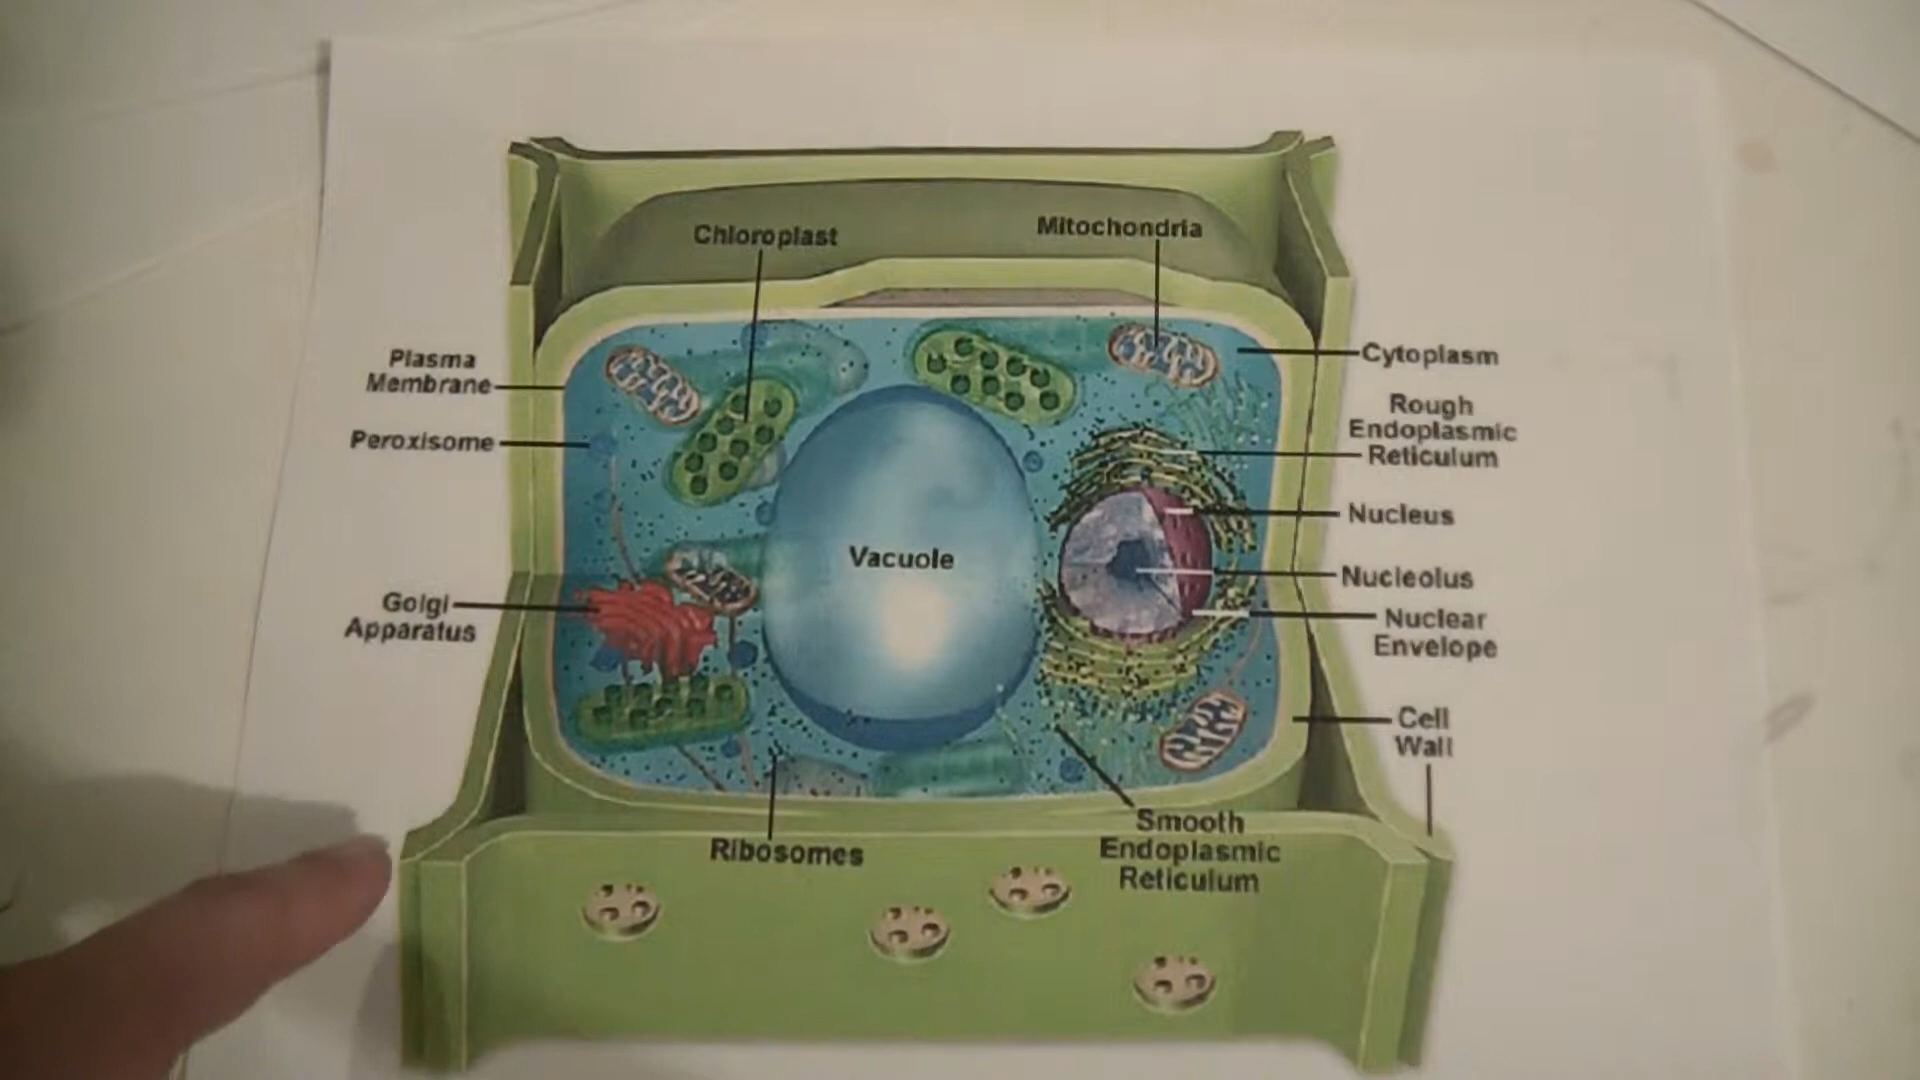 Chloroplast
Mitochondria
Plasma
Membrane
Cytoplasm
Rough
Endoplasmic
Reticulum
Peroxisome
Nucleus
Vacuole
Nucleolus
Golgi
Apparatus
Nuclear
Envelope
Cell
Wall
Ribosomes
Smooth
Endoplasmic
Reticulum